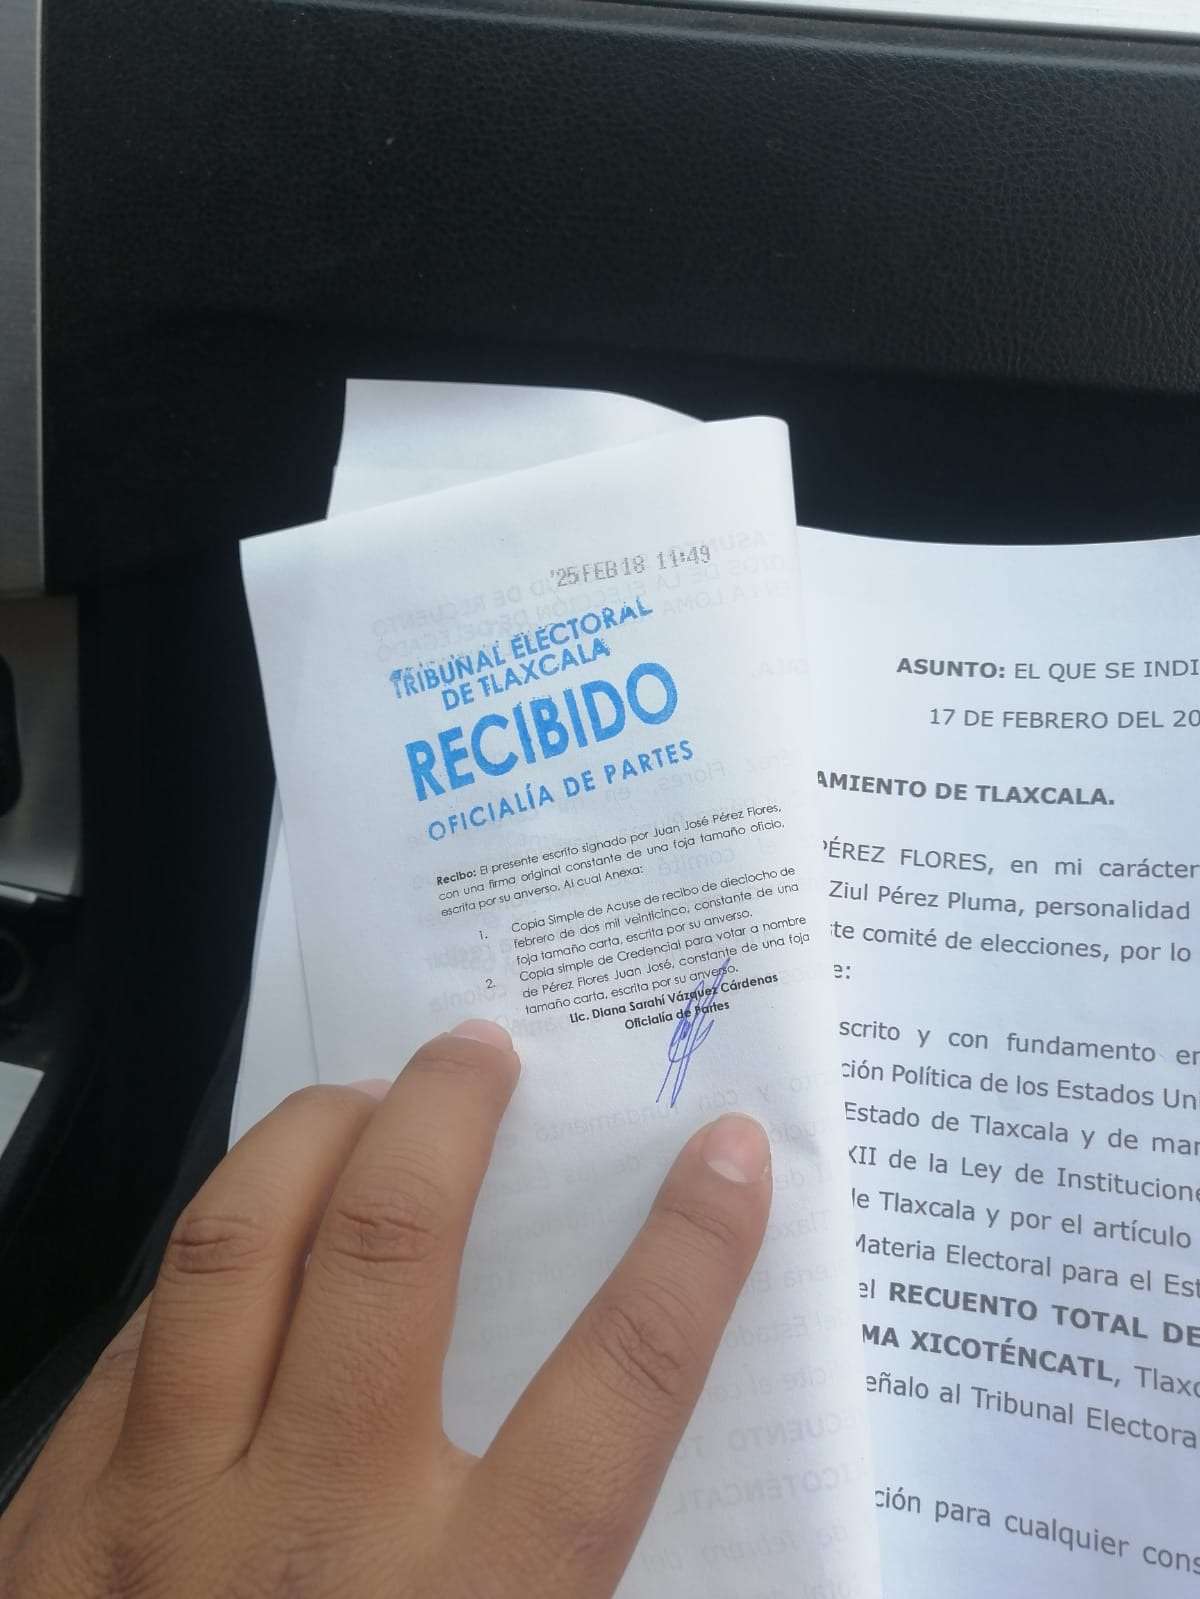 '25 FEB 18 11:49
TRIBUNAL ELECTORAL
DE TLAXCALA
RECIBIDO
OFICIALÍA DE PARTES
Recibo: El presente escrito signado por Juan José Pérez Flores,
con una firma original constante de una foja tamaño oficio,
escrita por su anverso. Al cual Anexa:
1. Copia Simple de Acuse de recibo de dieciocho de
febrero de dos mil veinticinco, constante de una
foja tamaño carta, escrita por su anverso.
2. Copia simple de Credencial para votar a nombre
de Pérez Flores Juan José, constante de una foja
tamaño carta, escrita por su anverso.
Lic. Diana Sarahí Vázquez Cárdenas
Oficialía de Partes
ASUNTO: EL QUE SE INDI
17 DE FEBRERO DEL 20
AMIENTO DE TLAXCALA.
PÉREZ FLORES, en mi carácter
Ziul Pérez Pluma, personalidad
te comité de elecciones, por lo
e:
scrito y con fundamento en
ción Política de los Estados Uni
Estado de Tlaxcala y de mar
XII de la Ley de Institucione
de Tlaxcala y por el artículo
Materia Electoral para el Est
el RECUENTO TOTAL DE
MA XICOTÉNCATL, Tlaxc
eñalo al Tribunal Electora
ción para cualquier cons